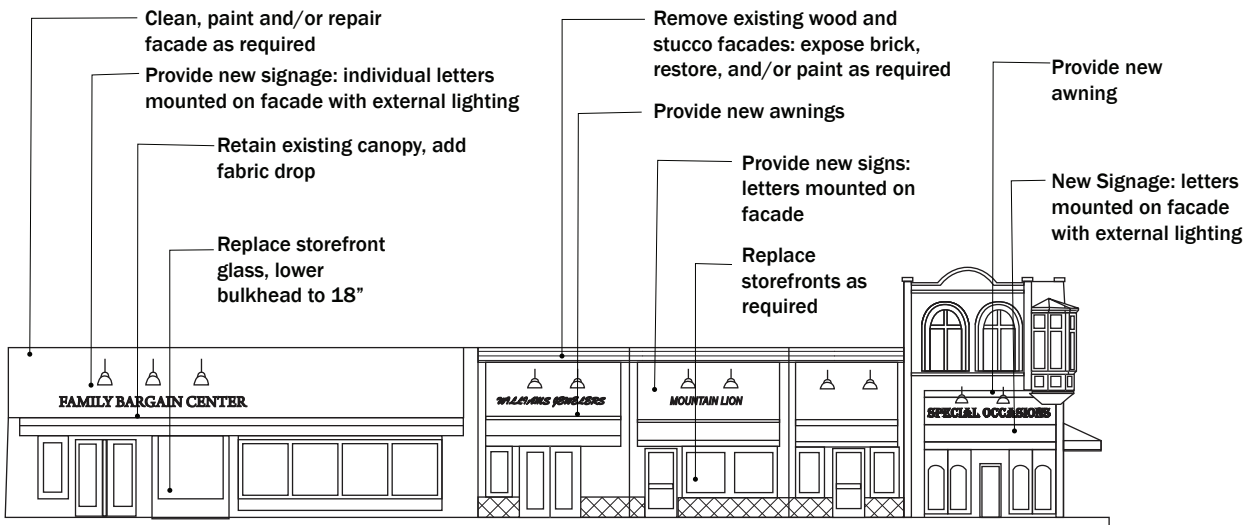 Clean, paint and/or repair
facade as required
Provide new signage: individual letters
mounted on facade with external lighting
Retain existing canopy, add
fabric drop
Replace storefront
glass, lower
bulkhead to 18”
Remove existing wood and
stucco facades: expose brick,
restore, and/or paint as required
Provide new awnings
Provide new signs:
letters mounted on
facade
Replace
storefronts as
required
Provide new
awning
New Signage: letters
mounted on facade
with external lighting
FAMILY BARGAIN CENTER
WILLIAMS JEWELERS
MOUNTAIN LION
SPECIAL OCCASIONS